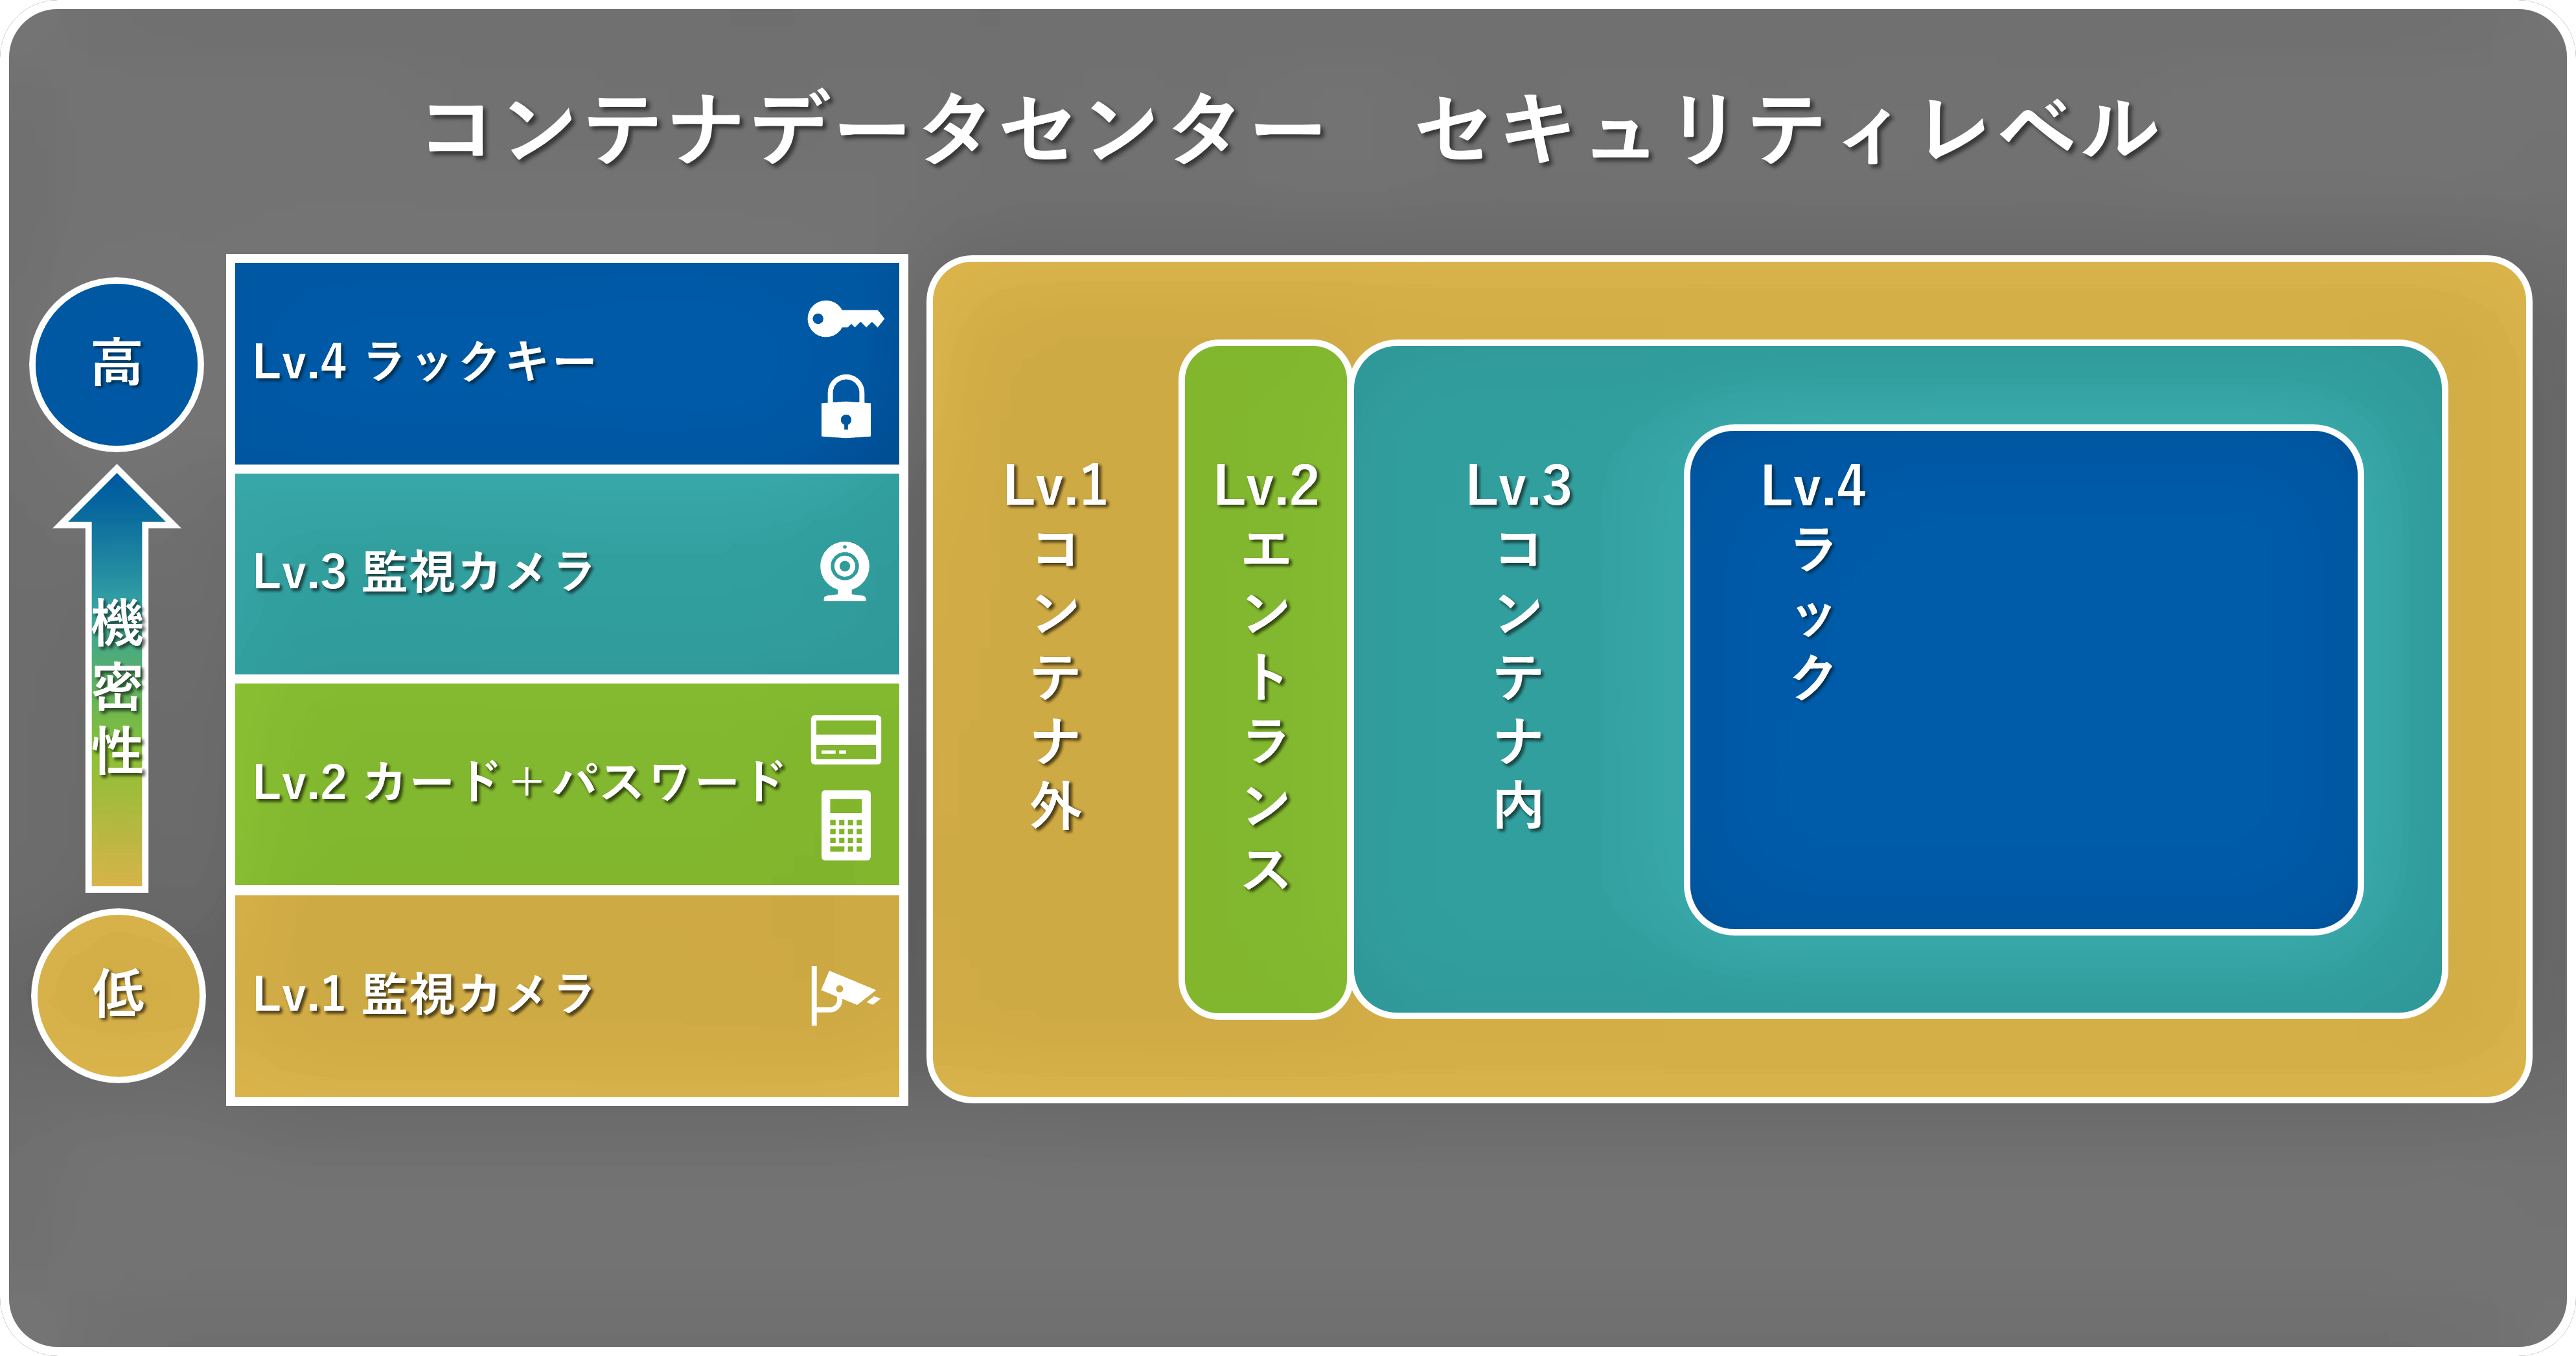 コンテナデータセンター　セキュリティレベル
高
機密性
低
Lv.4 ラックキー
Lv.3 監視カメラ
Lv.2 カード＋パスワード
Lv.1 監視カメラ
Lv.1
コンテナ外
Lv.2
エントランス
Lv.3
コンテナ内
Lv.4
ラック